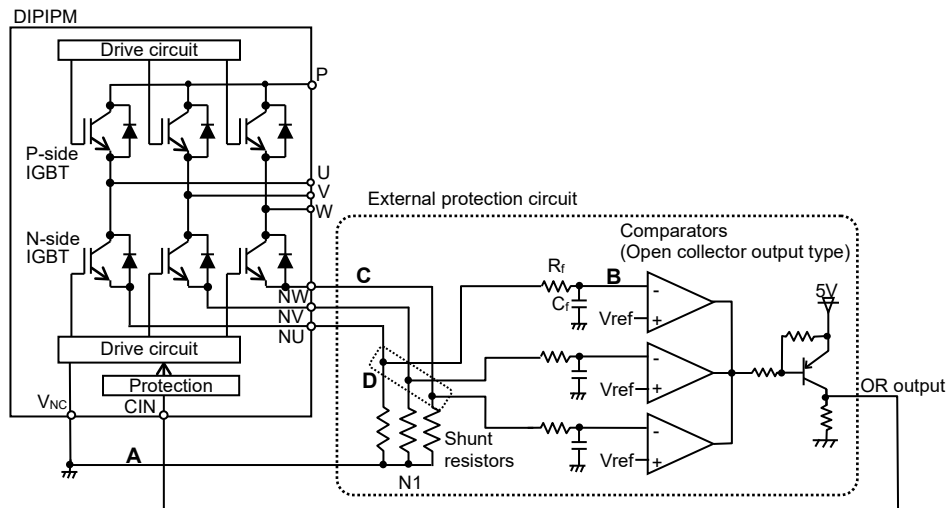 DIPIPM
Drive circuit
P
P-side
IGBT
U
V
W
External protection circuit
Comparators
(Open collector output type)
N-side
IGBT
C
Rf
B
5V
NW
Cf
-
Vref
+
NV
NU
Drive circuit
D
-
Vref
+
Protection
OR output
VNC
CIN
-
Shunt
resistors
Vref
+
A
N1